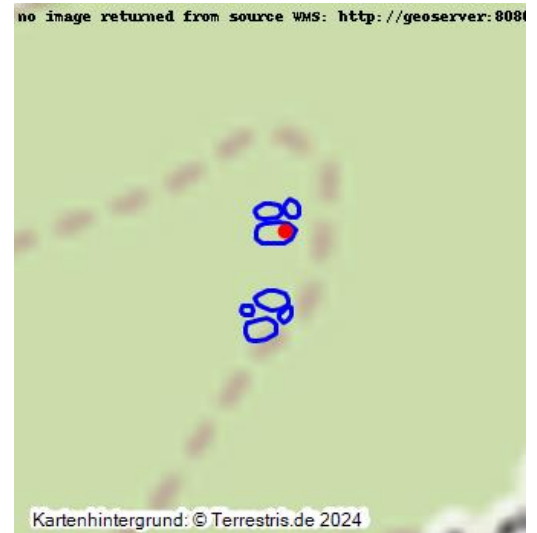 no image returned from source WMS: http://geoserver:8080
Kartenhintergrund: © Terrestris.de 2024